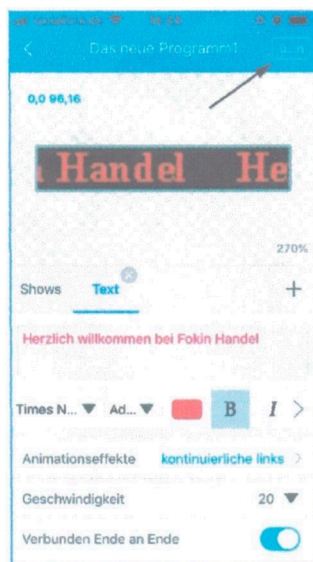 Das neue Programm1
0,0 96,16
Handel He
270%
Shows Text +
Herzlich willkommen bei Fokin Handel
Times N... Ad... B I >
Animationseffekte kontinuierliche links >
Geschwindigkeit 20
Verbunden Ende an Ende